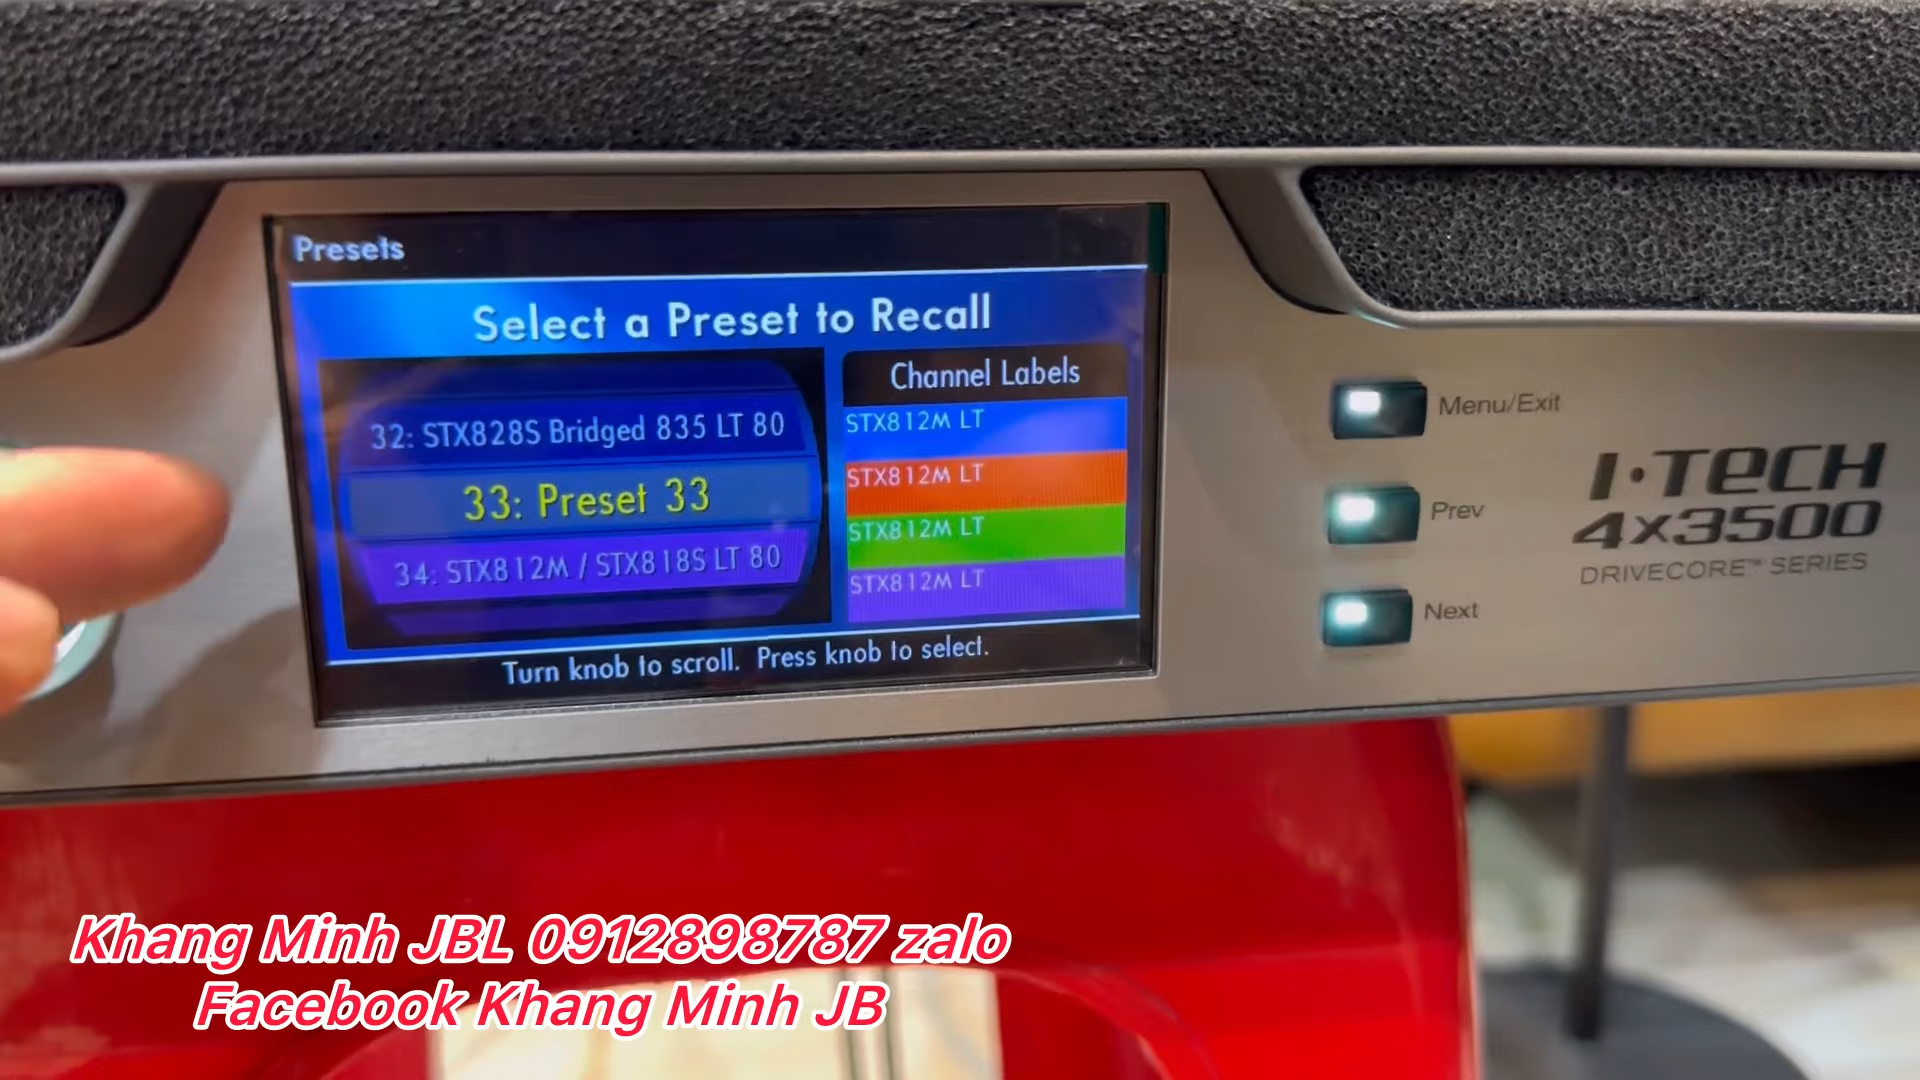 Presets
Select a Preset to Recall
32: STX828S Bridged 835 LT 80
33: Preset 33
34: STX812M / STX818S LT 80
Channel Labels
STX812M LT
STX812M LT
STX812M LT
STX812M LT
Turn knob to scroll. Press knob to select.
Menu/Exit
Prev
Next
I·TECH
4x3500
DRIVECORE™ SERIES
Khang Minh JBL 0912898787 zalo
Facebook Khang Minh JB